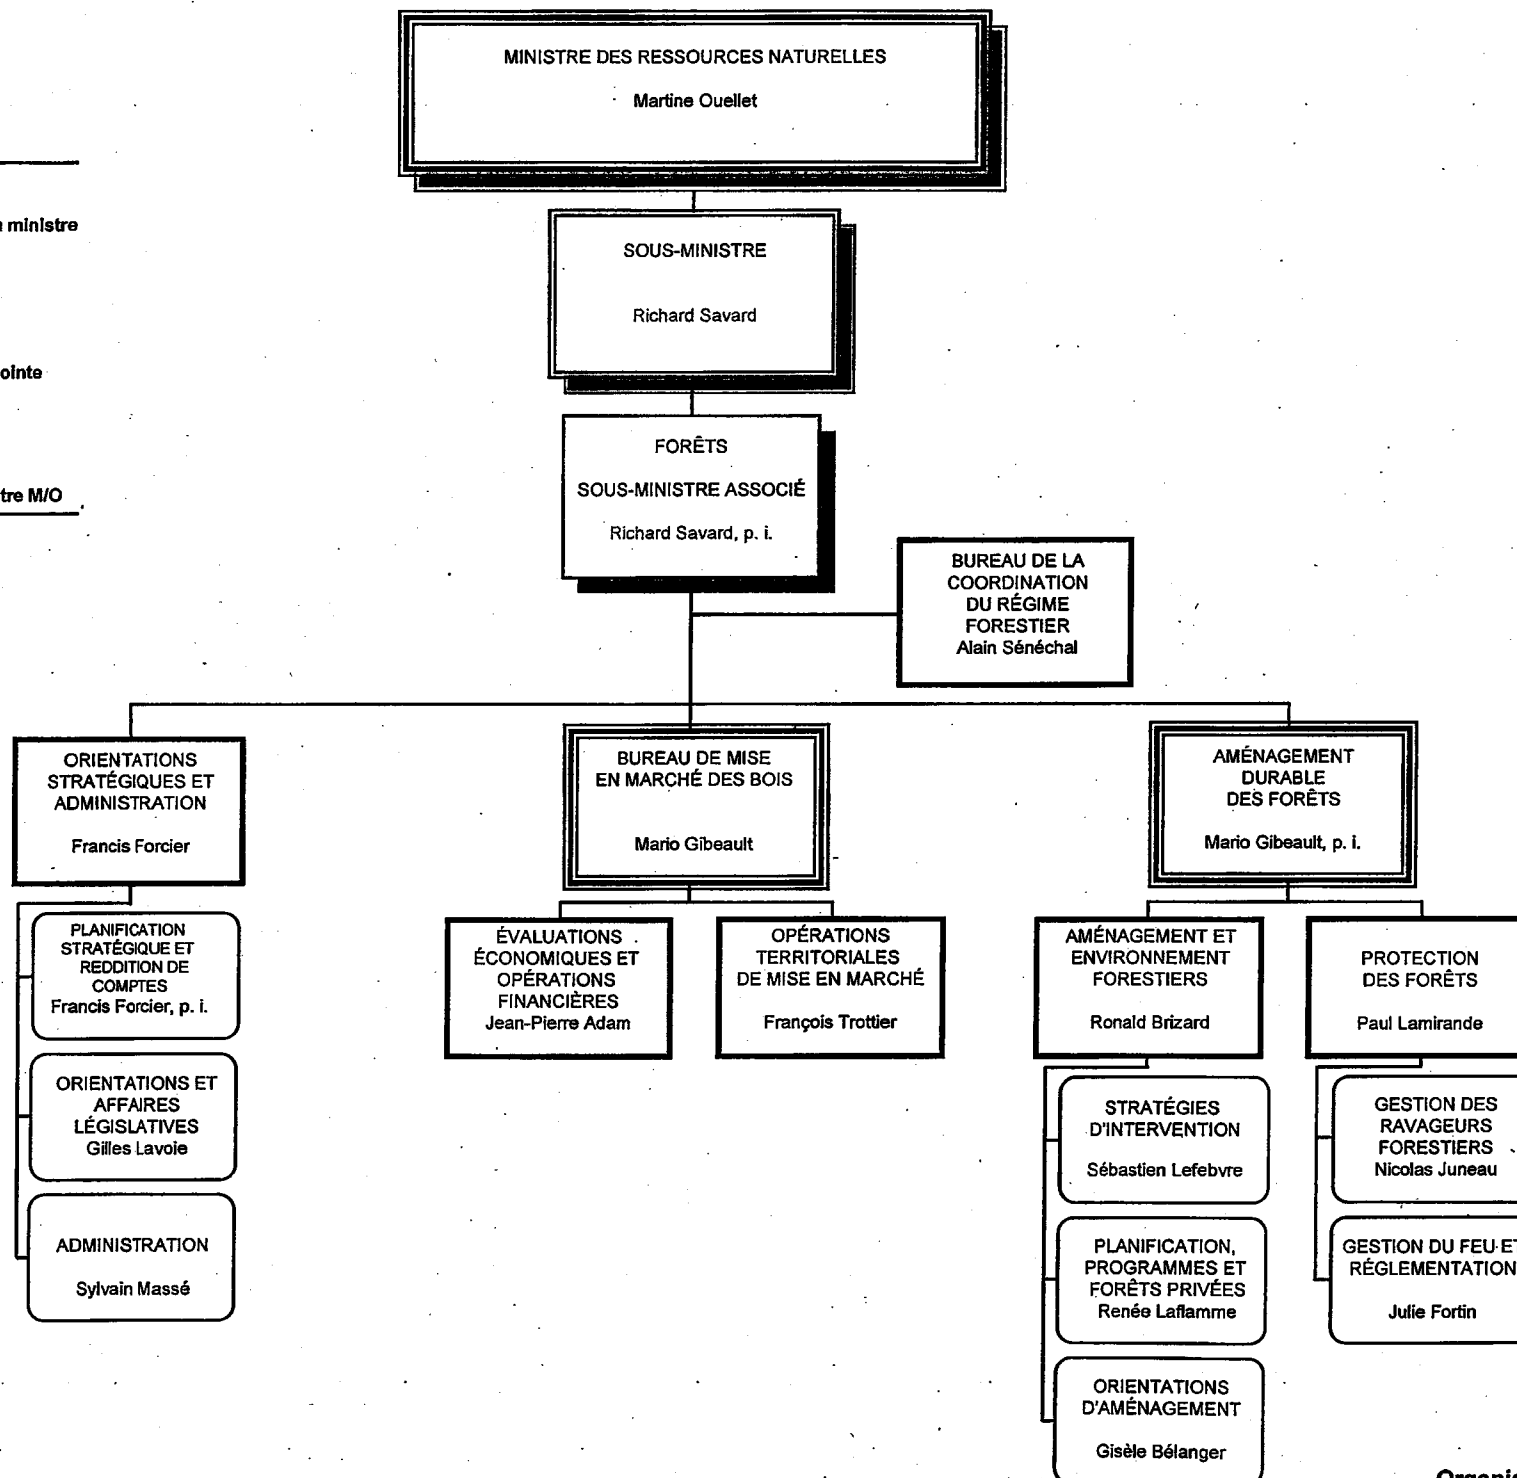 MINISTRE DES RESSOURCES NATURELLES
Martine Ouellet
ministre
SOUS-MINISTRE
Richard Savard
ointe
FORÊTS
SOUS-MINISTRE ASSOCIÉ
Richard Savard, p. i.
tre M/O
BUREAU DE LA
COORDINATION
DU RÉGIME
FORESTIER
Alain Sénéchal
ORIENTATIONS
STRATÉGIQUES ET
ADMINISTRATION
Francis Forcier
BUREAU DE MISE
EN MARCHÉ DES BOIS
Mario Gibeault
AMÉNAGEMENT
DURABLE
DES FORÊTS
Mario Gibeault, p. i.
PLANIFICATION
STRATÉGIQUE ET
REDDITION DE
COMPTES
Francis Forcier, p. i.
ORIENTATIONS ET
AFFAIRES
LÉGISLATIVES
Gilles Lavoie
ADMINISTRATION
Sylvain Massé
ÉVALUATIONS
ÉCONOMIQUES ET
OPÉRATIONS
FINANCIÈRES
Jean-Pierre Adam
OPÉRATIONS
TERRITORIALES
DE MISE EN MARCHÉ
François Trottier
AMÉNAGEMENT ET
ENVIRONNEMENT
FORESTIERS
Ronald Brizard
STRATÉGIES
D'INTERVENTION
Sébastien Lefebvre
PLANIFICATION,
PROGRAMMES ET
FORÊTS PRIVÉES
Renée Laflamme
ORIENTATIONS
D'AMÉNAGEMENT
Gisèle Bélanger
PROTECTION
DES FORÊTS
Paul Lamirande
GESTION DES
RAVAGEURS
FORESTIERS
Nicolas Juneau
GESTION DU FEU ET
RÉGLEMENTATION
Julie Fortin